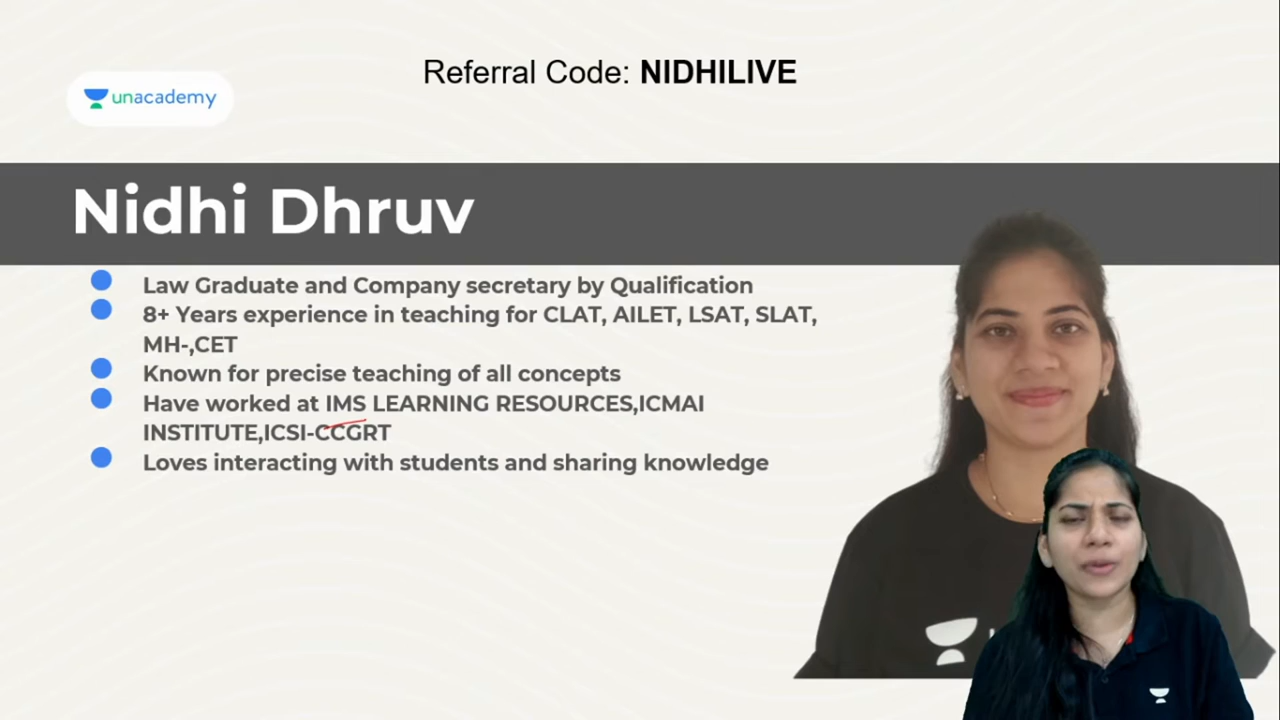 Referral Code: NIDHILIVE
unacademy
Nidhi Dhruv
Law Graduate and Company secretary by Qualification
8+ Years experience in teaching for CLAT, AILET, LSAT, SLAT,
MH-,CET
Known for precise teaching of all concepts
Have worked at IMS LEARNING RESOURCES,ICMAI
INSTITUTE,ICSI-CCGRT
Loves interacting with students and sharing knowledge